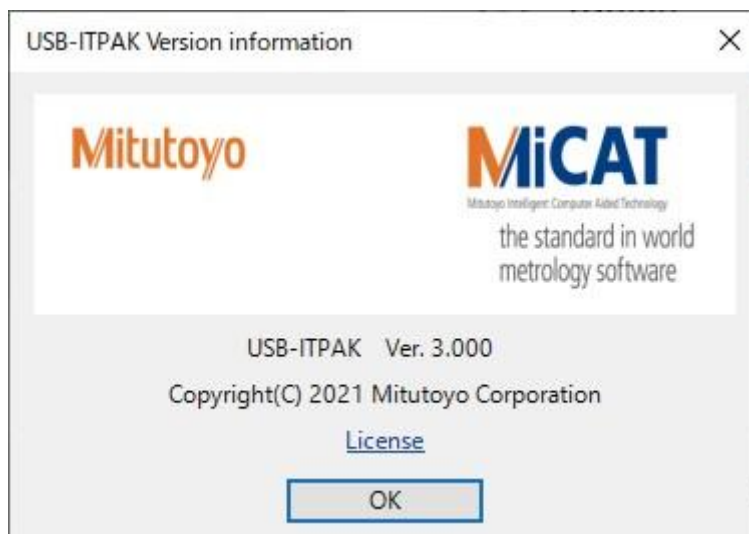 USB-ITPAK Version information
Mitutoyo
MiCAT
Mitutoyo Intelligent Computer Aided Technology
the standard in world
metrology software
USB-ITPAK Ver. 3.000
Copyright(C) 2021 Mitutoyo Corporation
License
OK